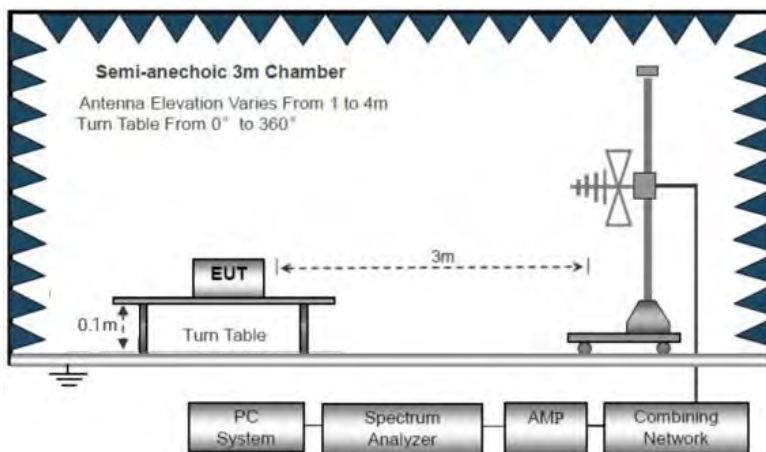 Semi-anechoic 3m Chamber
Antenna Elevation Varies From 1 to 4m
Turn Table From 0° to 360°
3m
EUT
0.1m
Turn Table
PC
System
Spectrum
Analyzer
AMP
Combining
Network